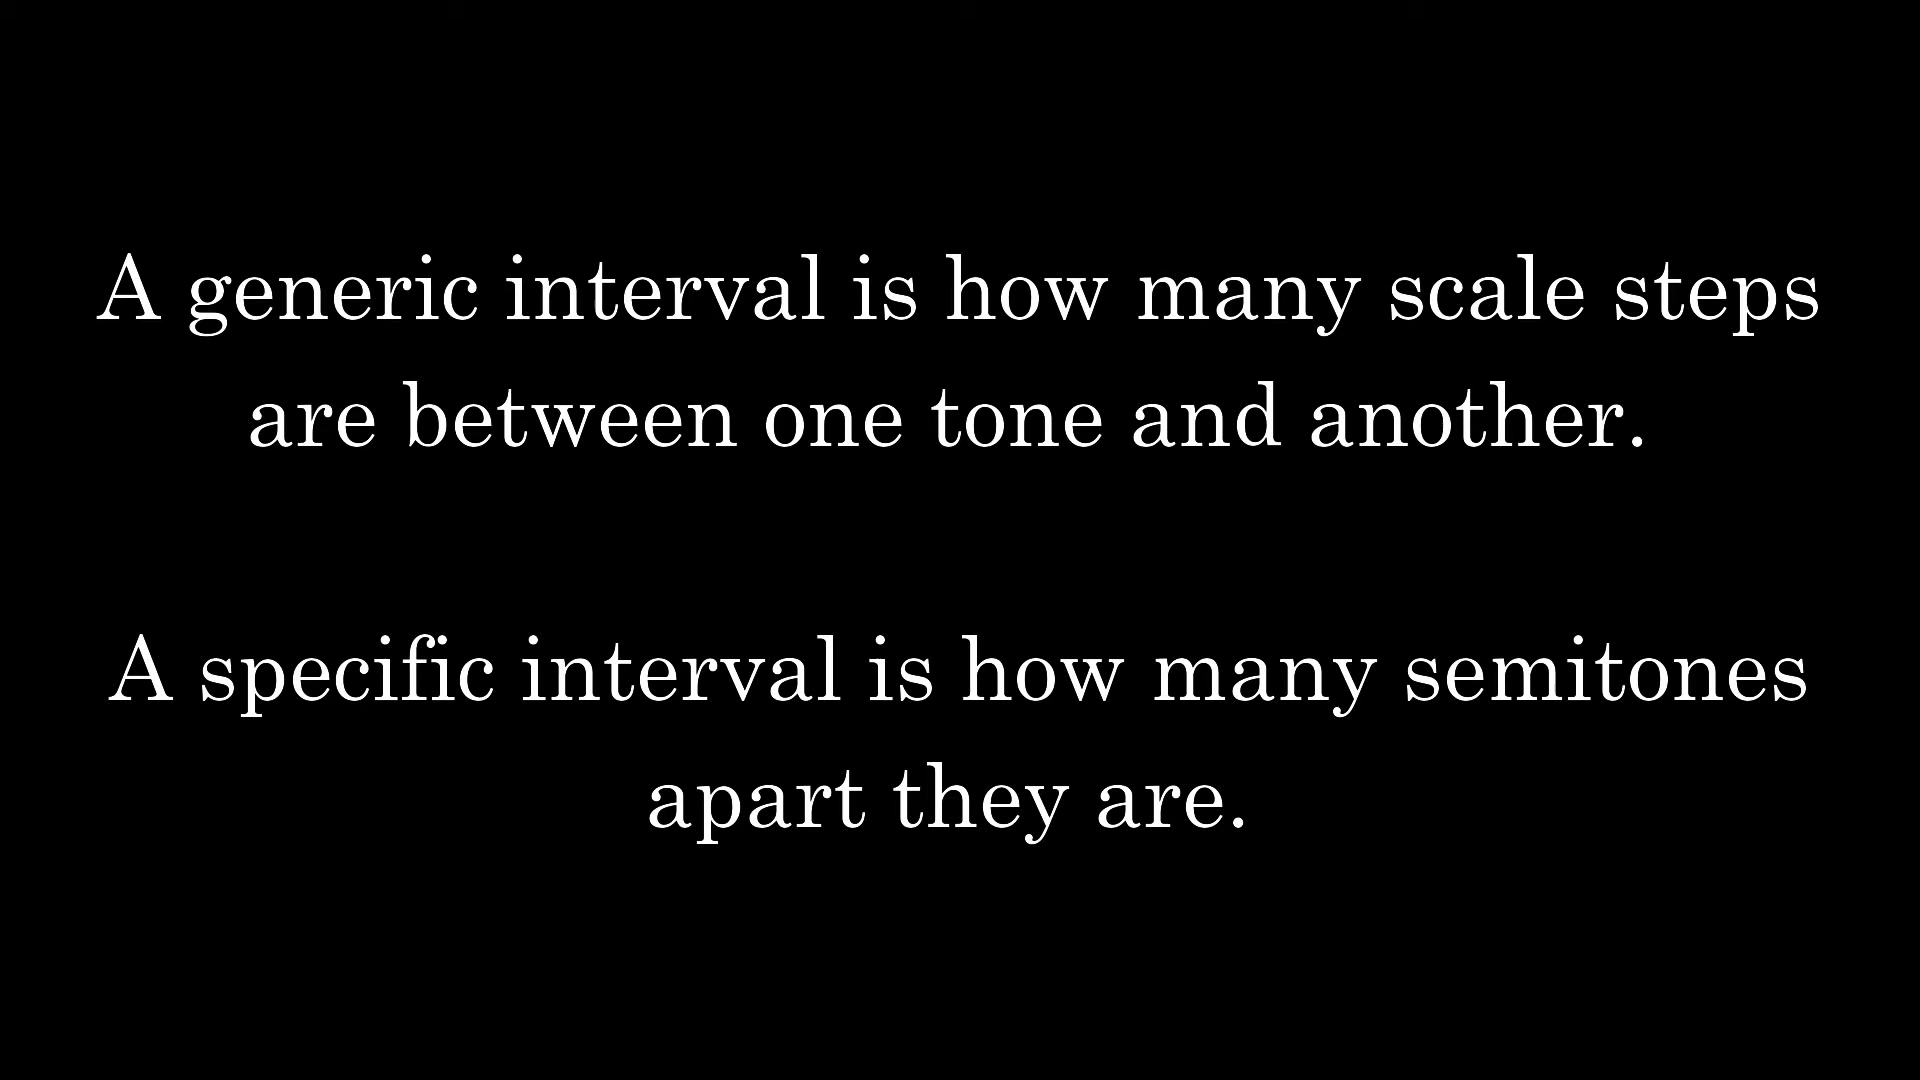 A generic interval is how many scale steps
are between one tone and another.
A specific interval is how many semitones
apart they are.